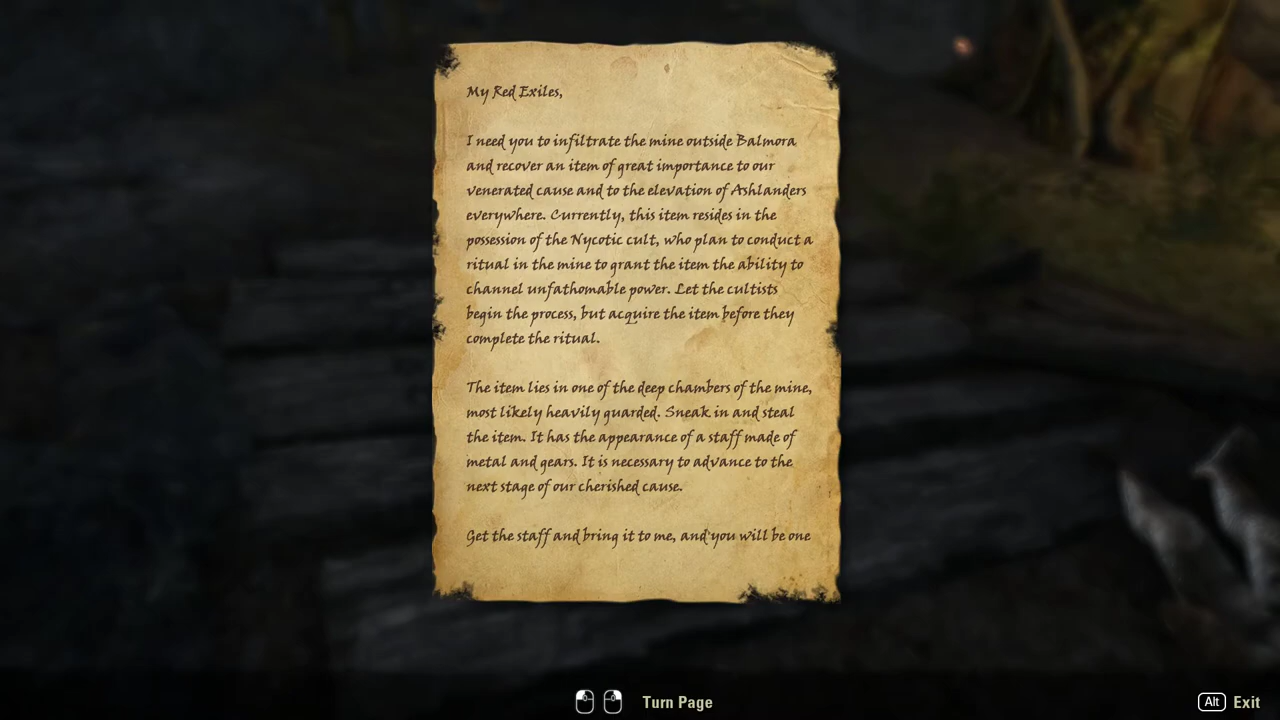 My Red Exiles,
I need you to infiltrate the mine outside Balmora
and recover an item of great importance to our
venerated cause and to the elevation of Ashlanders
everywhere. Currently, this item resides in the
possession of the Nycotic cult, who plan to conduct a
ritual in the mine to grant the item the ability to
channel unfathomable power. Let the cultists
begin the process, but acquire the item before they
complete the ritual.
The item lies in one of the deep chambers of the mine,
most likely heavily guarded. Sneak in and steal
the item. It has the appearance of a staff made of
metal and gears. It is necessary to advance to the
next stage of our cherished cause.
Get the staff and bring it to me, and you will be one
Turn Page
Alt Exit